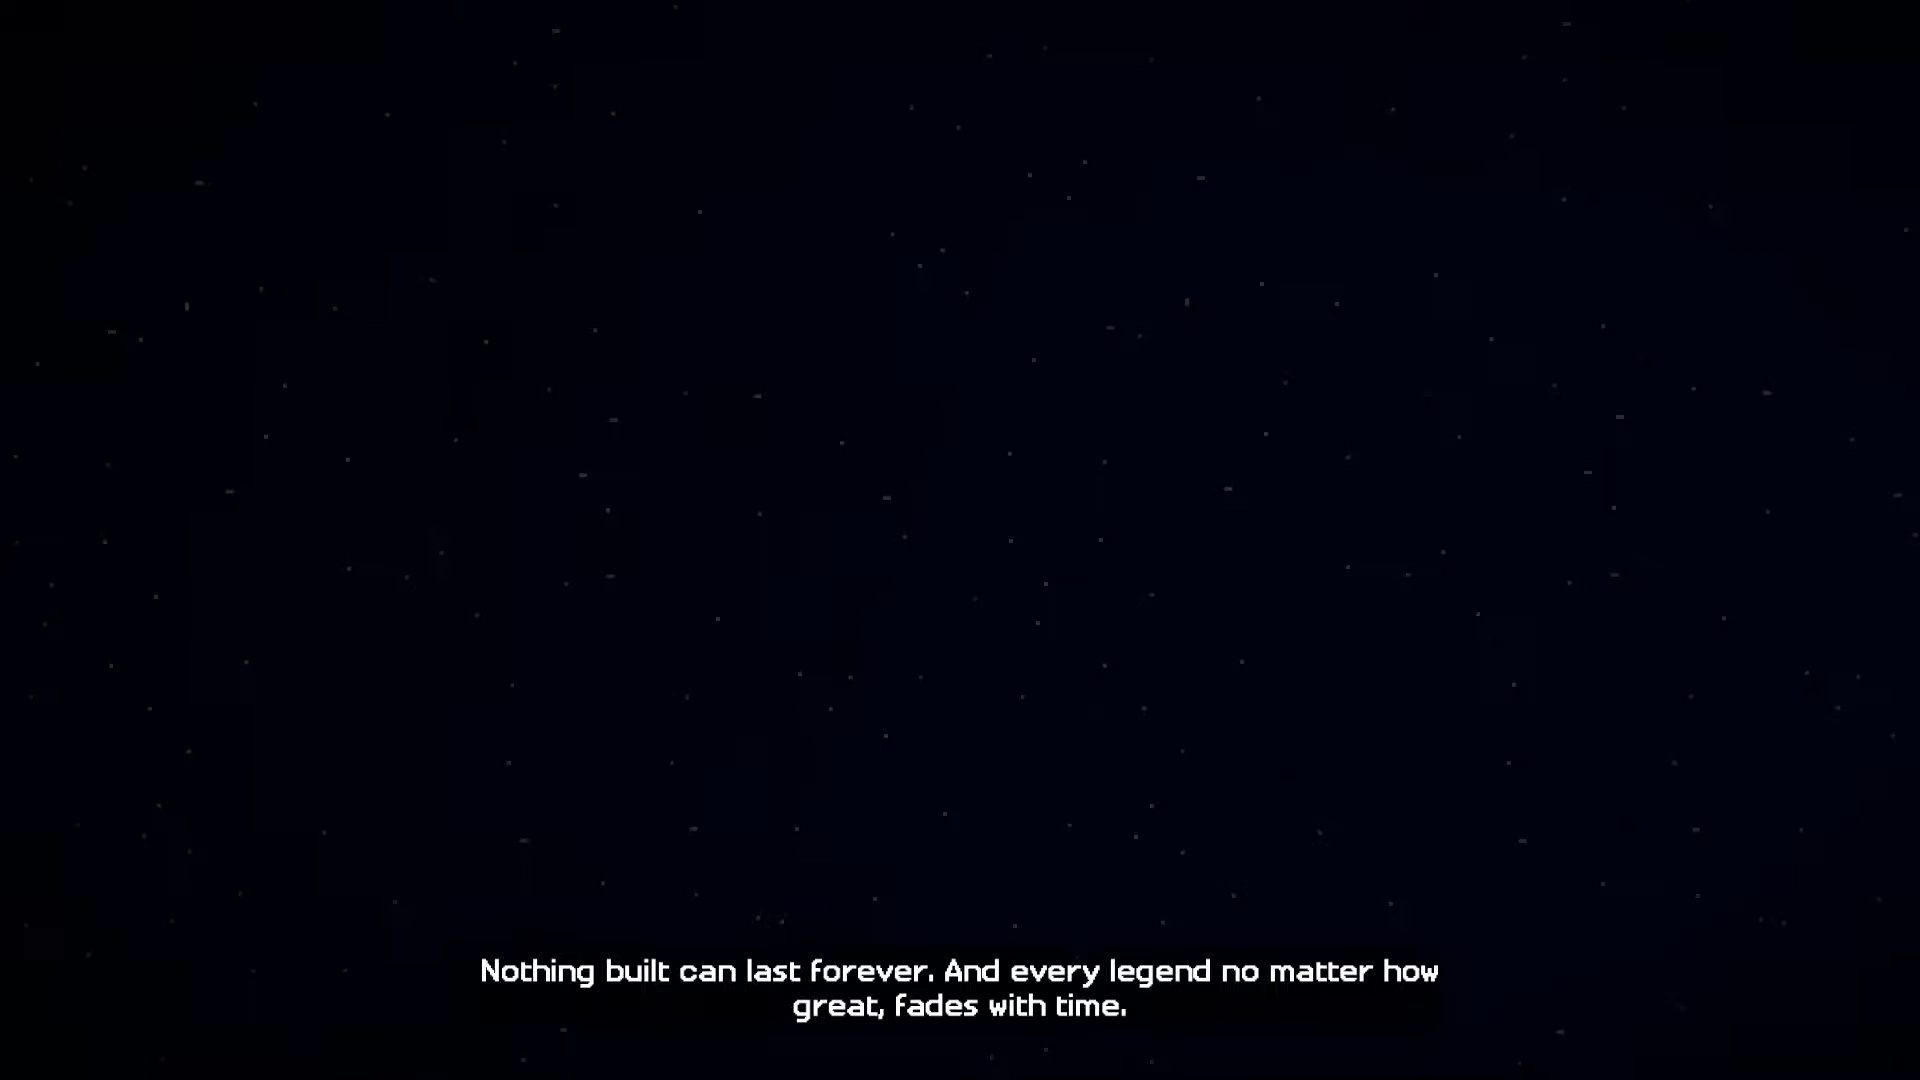 Nothing built can last forever. And every legend no matter how
great, fades with time.